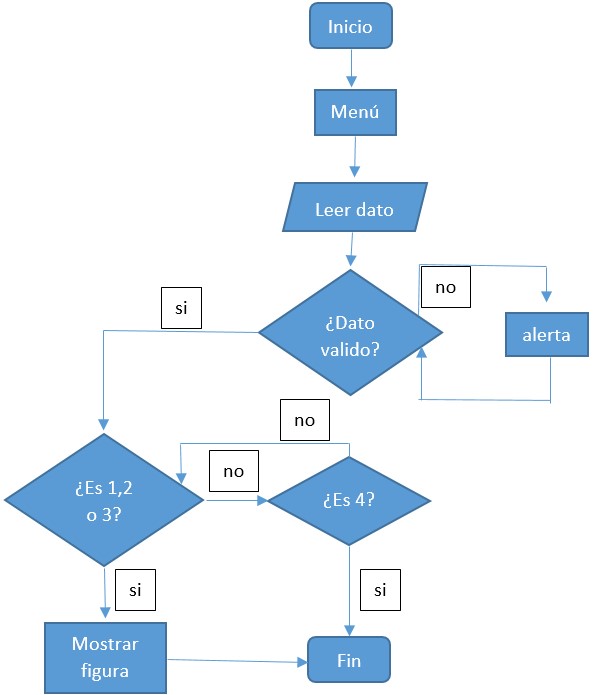 Inicio
Menú
Leer dato
¿Dato
valido?
no
si
alerta
no
¿Es 1,2
o 3?
no
¿Es 4?
si
si
Mostrar
figura
Fin